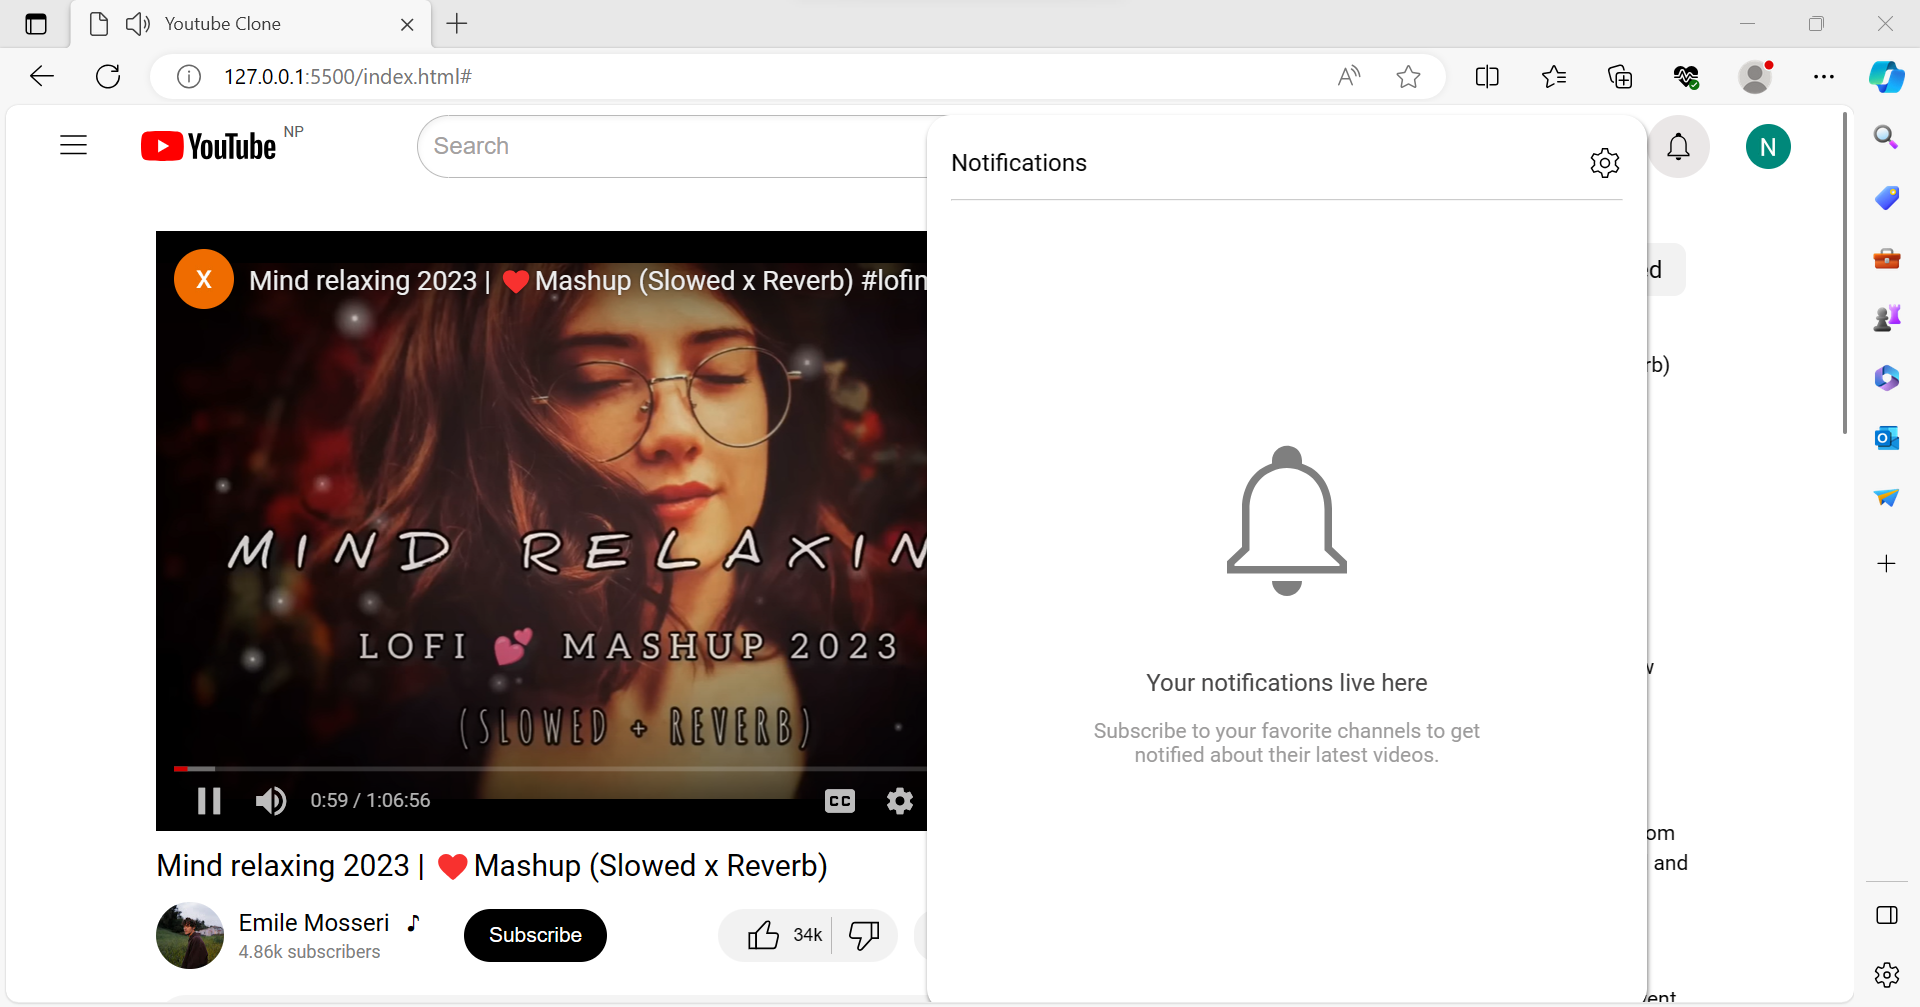 Youtube Clone
127.0.0.1:5500/index.html#
YouTube NP
Search
N
Notifications
X
Mind relaxing 2023 | ❤️ Mashup (Slowed x Reverb) #lofin
MIND RELAXIN
LOFI 💕 MASHUP 2023
(SLOWED + REVERB)
0:59 / 1:06:56
CC
Your notifications live here
Subscribe to your favorite channels to get
notified about their latest videos.
Mind relaxing 2023 | ❤️ Mashup (Slowed x Reverb)
Emile Mosseri
4.86k subscribers
Subscribe
34k
ed
rb)
om
and
ent